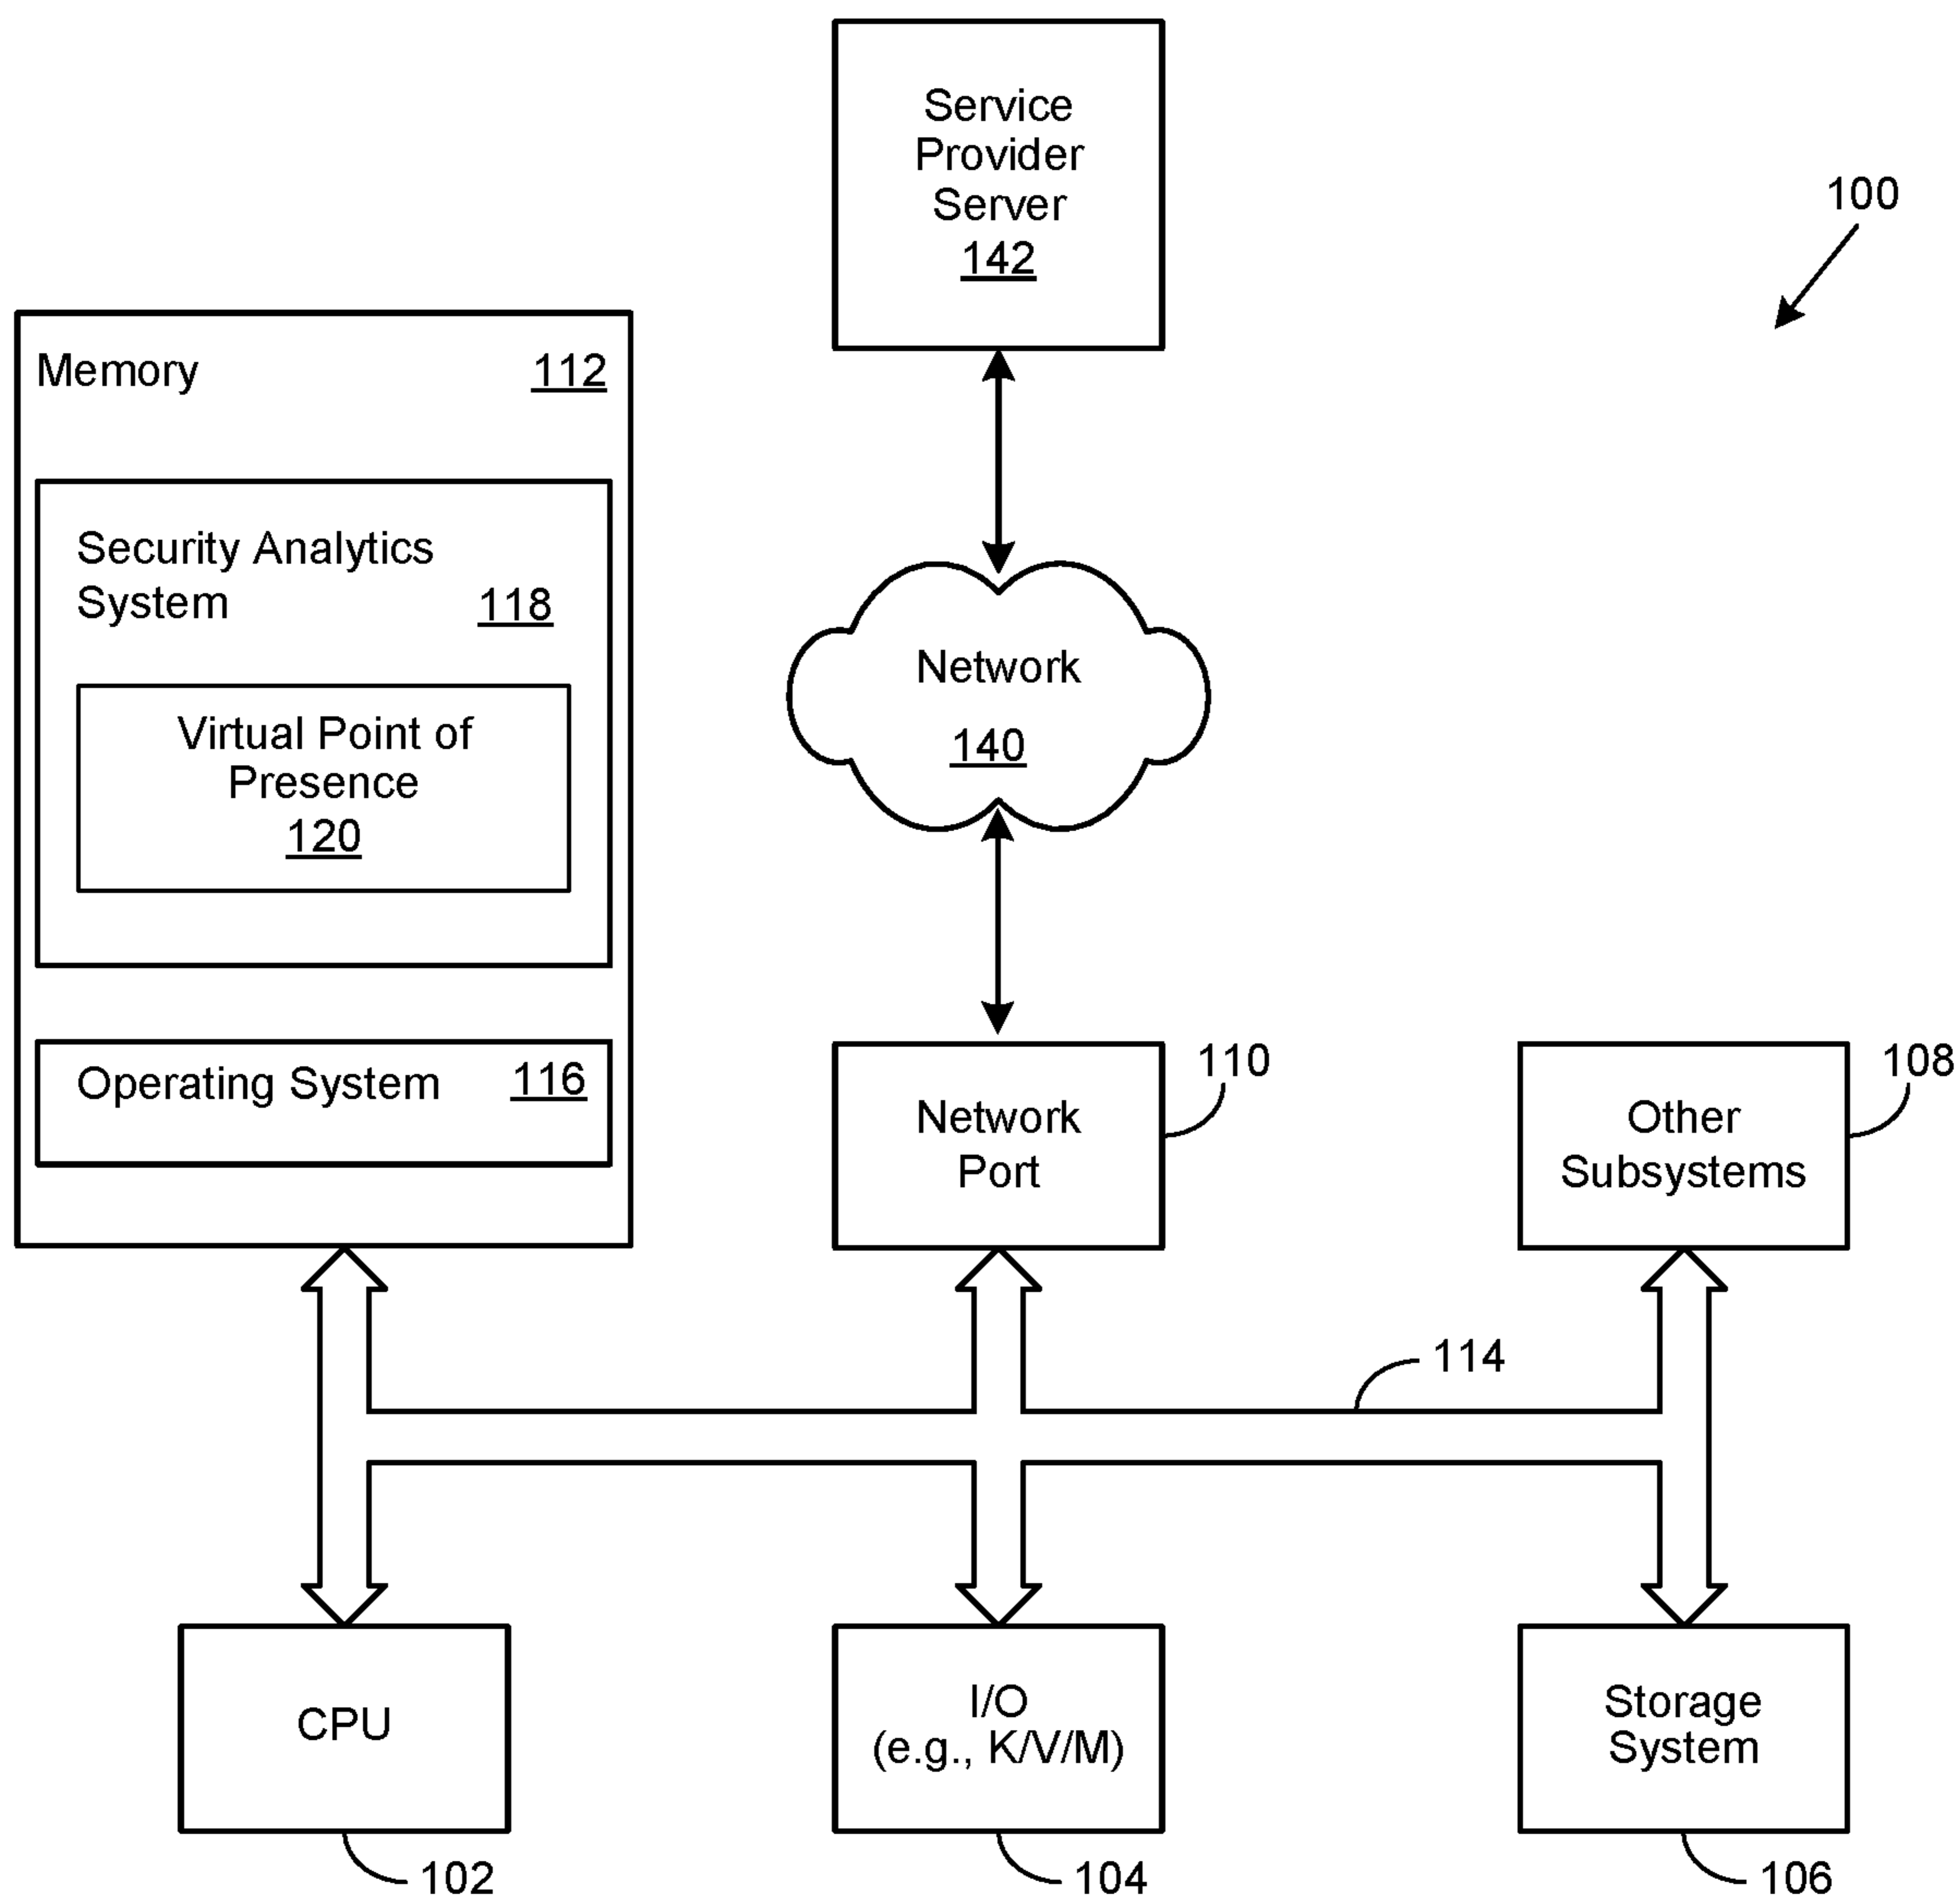 Service
Provider
Server
142
100
Memory 112
Security Analytics
System 118
Virtual Point of
Presence
120
Operating System 116
Network
140
Network
Port
110
Other
Subsystems
108
114
CPU
102
I/O
(e.g., K/V/M)
104
Storage
System
106